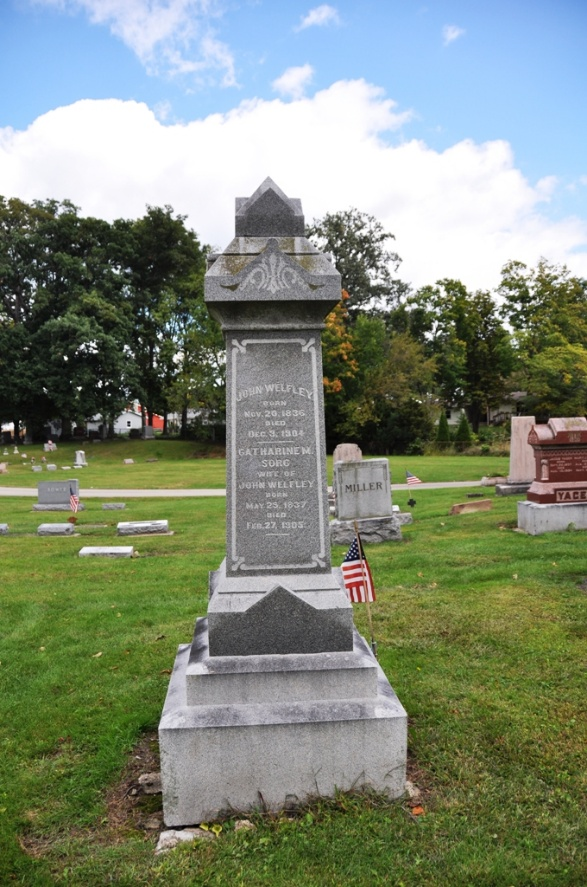 JOHN WELFLEY
BORN
NOV. 20, 1836
DIED
DEC. 3, 1904
CATHARINE M.
SORG
WIFE OF
JOHN WELFLEY
BORN
MAY 25, 1837
DIED
FEB. 27, 1905
MILLER